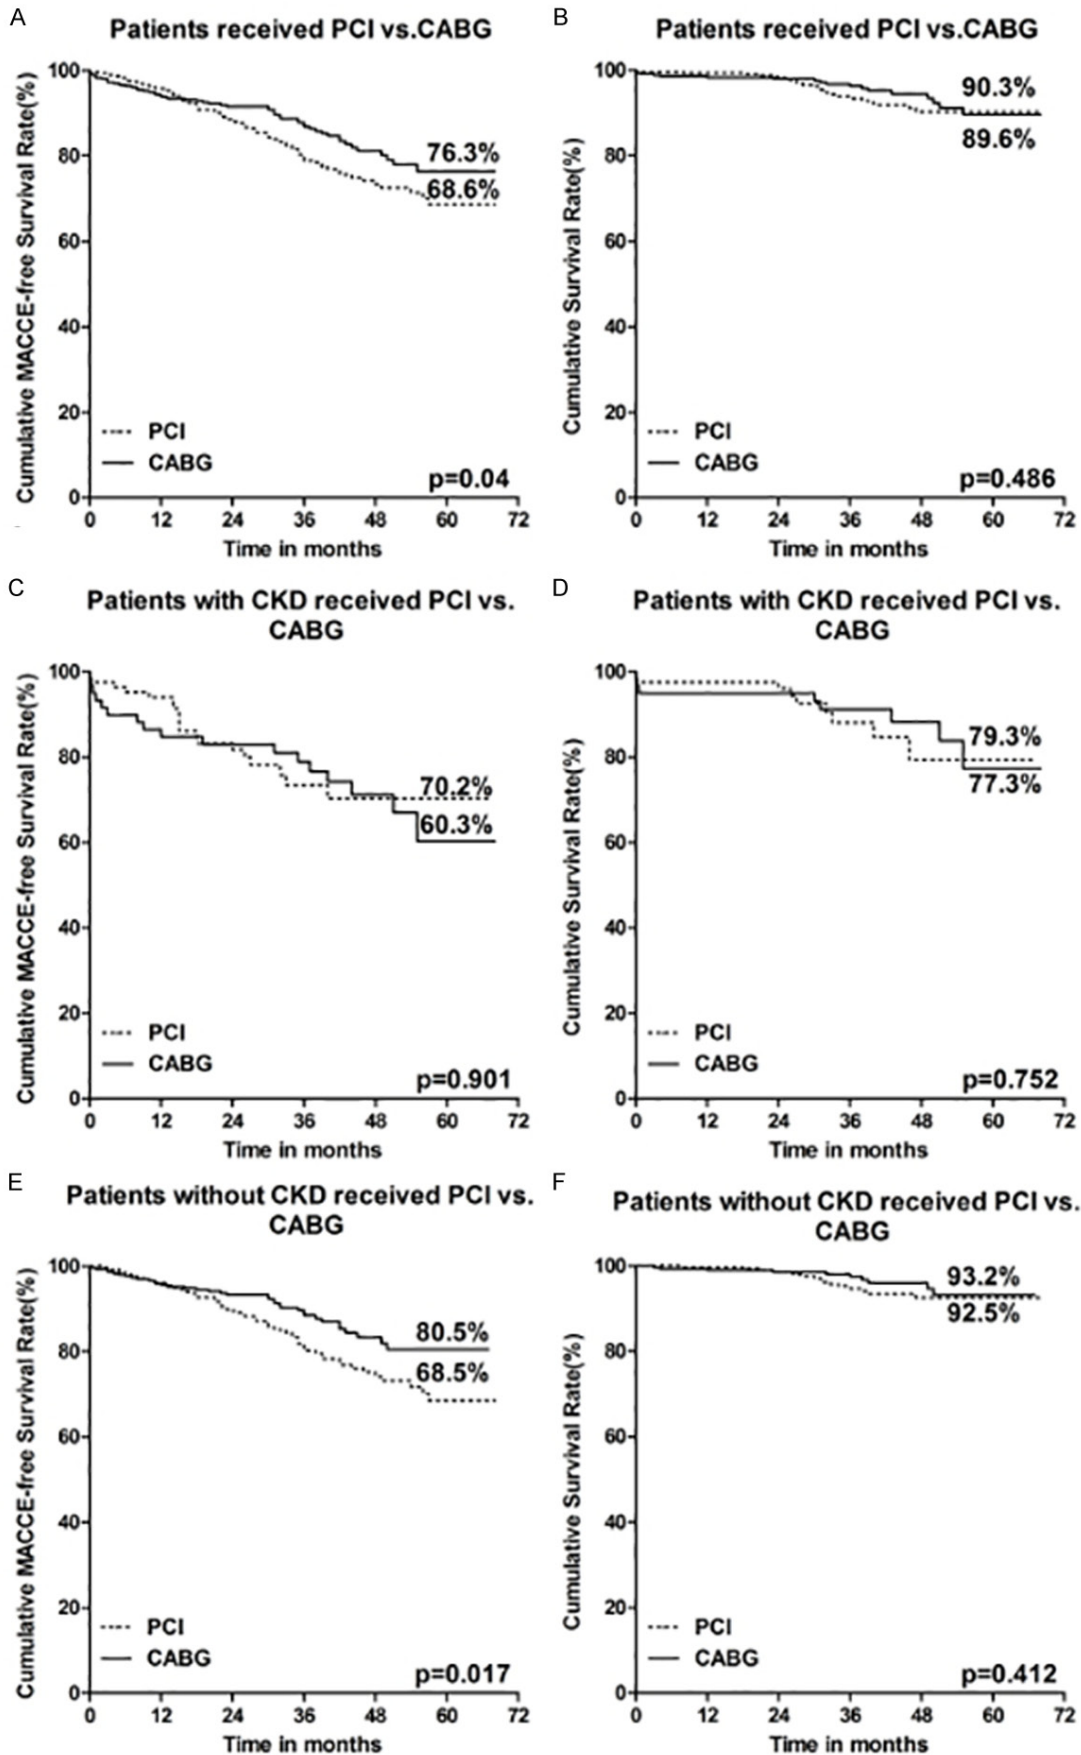 A
Patients received PCI vs.CABG
Cumulative MACCE-free Survival Rate(%)
100
80
60
40
20
0
76.3%
68.6%
PCI
CABG
p=0.04
0 12 24 36 48 60 72
Time in months
B
Patients received PCI vs.CABG
Cumulative Survival Rate(%)
100
80
60
40
20
0
90.3%
89.6%
PCI
CABG
p=0.486
0 12 24 36 48 60 72
Time in months
C
Patients with CKD received PCI vs.
CABG
Cumulative MACCE-free Survival Rate(%)
100
80
60
40
20
0
70.2%
60.3%
PCI
CABG
p=0.901
0 12 24 36 48 60 72
Time in months
D
Patients with CKD received PCI vs.
CABG
Cumulative Survival Rate(%)
100
80
60
40
20
0
79.3%
77.3%
PCI
CABG
p=0.752
0 12 24 36 48 60 72
Time in months
E
Patients without CKD received PCI vs.
CABG
Cumulative MACCE-free Survival Rate(%)
100
80
60
40
20
0
80.5%
68.5%
PCI
CABG
p=0.017
0 12 24 36 48 60 72
Time in months
F
Patients without CKD received PCI vs.
CABG
Cumulative Survival Rate(%)
100
80
60
40
20
0
93.2%
92.5%
PCI
CABG
p=0.412
0 12 24 36 48 60 72
Time in months